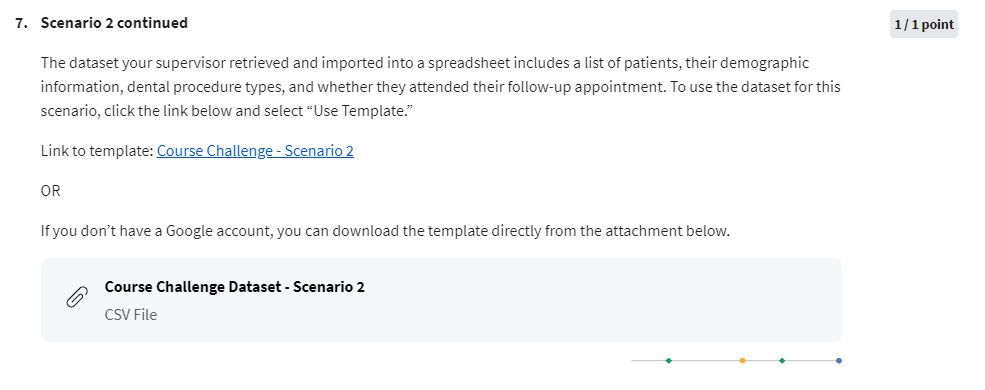 7. Scenario 2 continued
1 / 1 point
The dataset your supervisor retrieved and imported into a spreadsheet includes a list of patients, their demographic
information, dental procedure types, and whether they attended their follow-up appointment. To use the dataset for this
scenario, click the link below and select “Use Template.”
Link to template: Course Challenge - Scenario 2
OR
If you don’t have a Google account, you can download the template directly from the attachment below.
Course Challenge Dataset - Scenario 2
CSV File